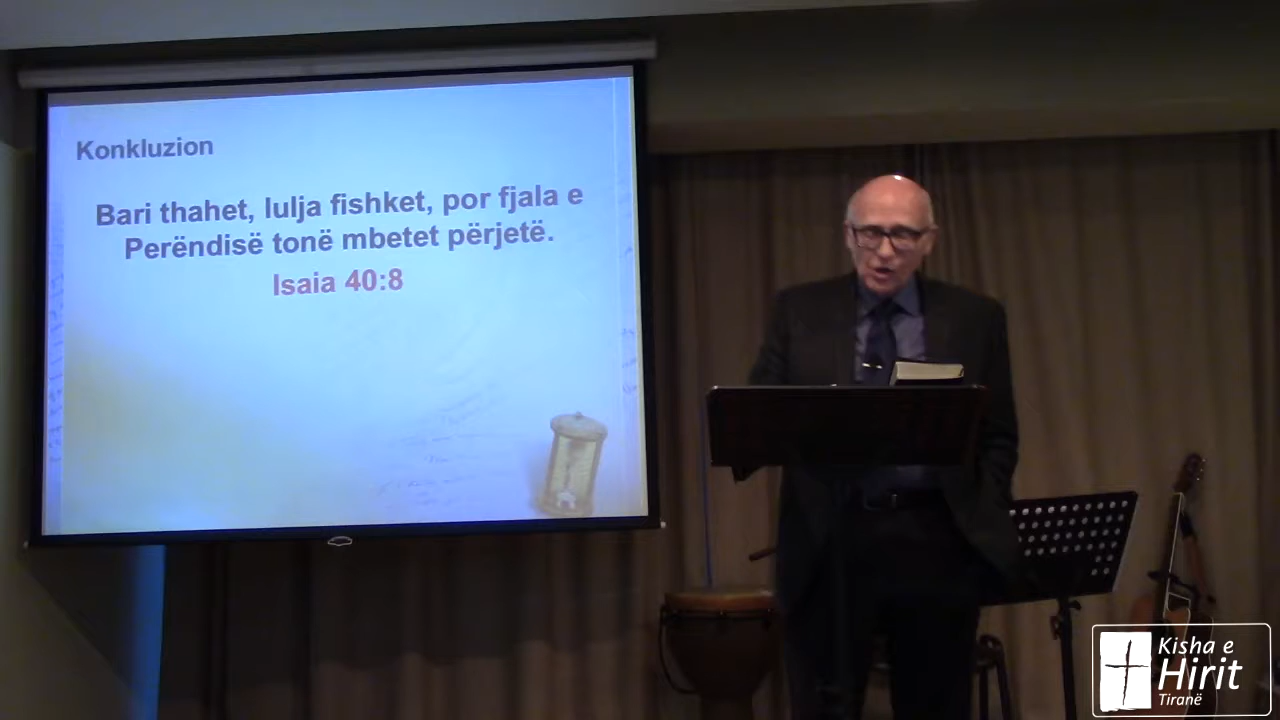 Konkluzion
Bari thahet, lulja fishket, por fjala e
Perëndisë tonë mbetet përjetë.
Isaia 40:8
Kisha e
Hirit
Tiranë